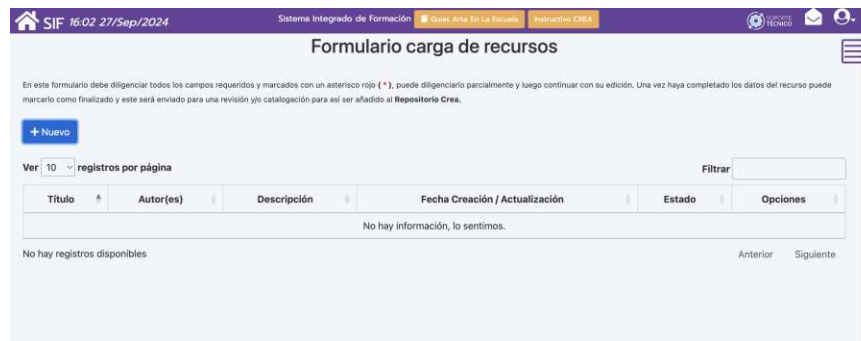 SIF 16:02 27/Sep/2024 Sistema Integrado de Formación Guías Arte En La Escuela Instructivo CREA SOPORTE TÉCNICO
Formulario carga de recursos
En este formulario debe diligenciar todos los campos requeridos y marcados con un asterisco rojo ( * ), puede diligenciarlo parcialmente y luego continuar con su edición. Una vez haya completado los datos del recurso puede
marcarlo como finalizado y este será enviado para una revisión y/o catalogación para así ser añadido al Repositorio Crea.
+ Nuevo
Ver 10 registros por página Filtrar
Título Autor(es) Descripción Fecha Creación / Actualización Estado Opciones
No hay información, lo sentimos.
No hay registros disponibles Anterior Siguiente